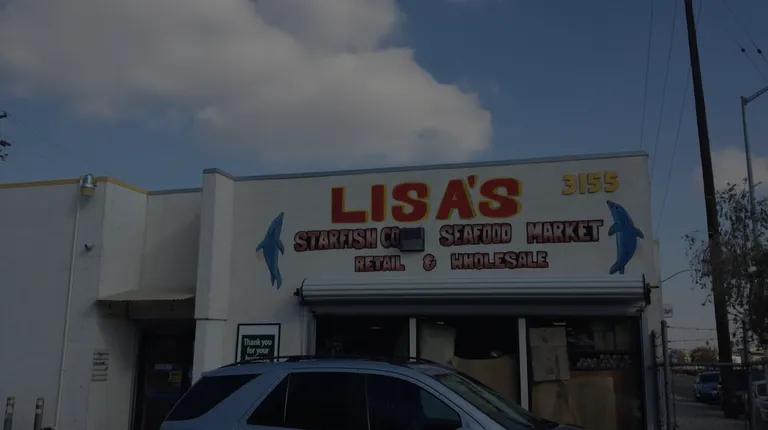 LISA'S
3155
STARFISH CO SEAFOOD MARKET
RETAIL & WHOLESALE
Thank you
for your